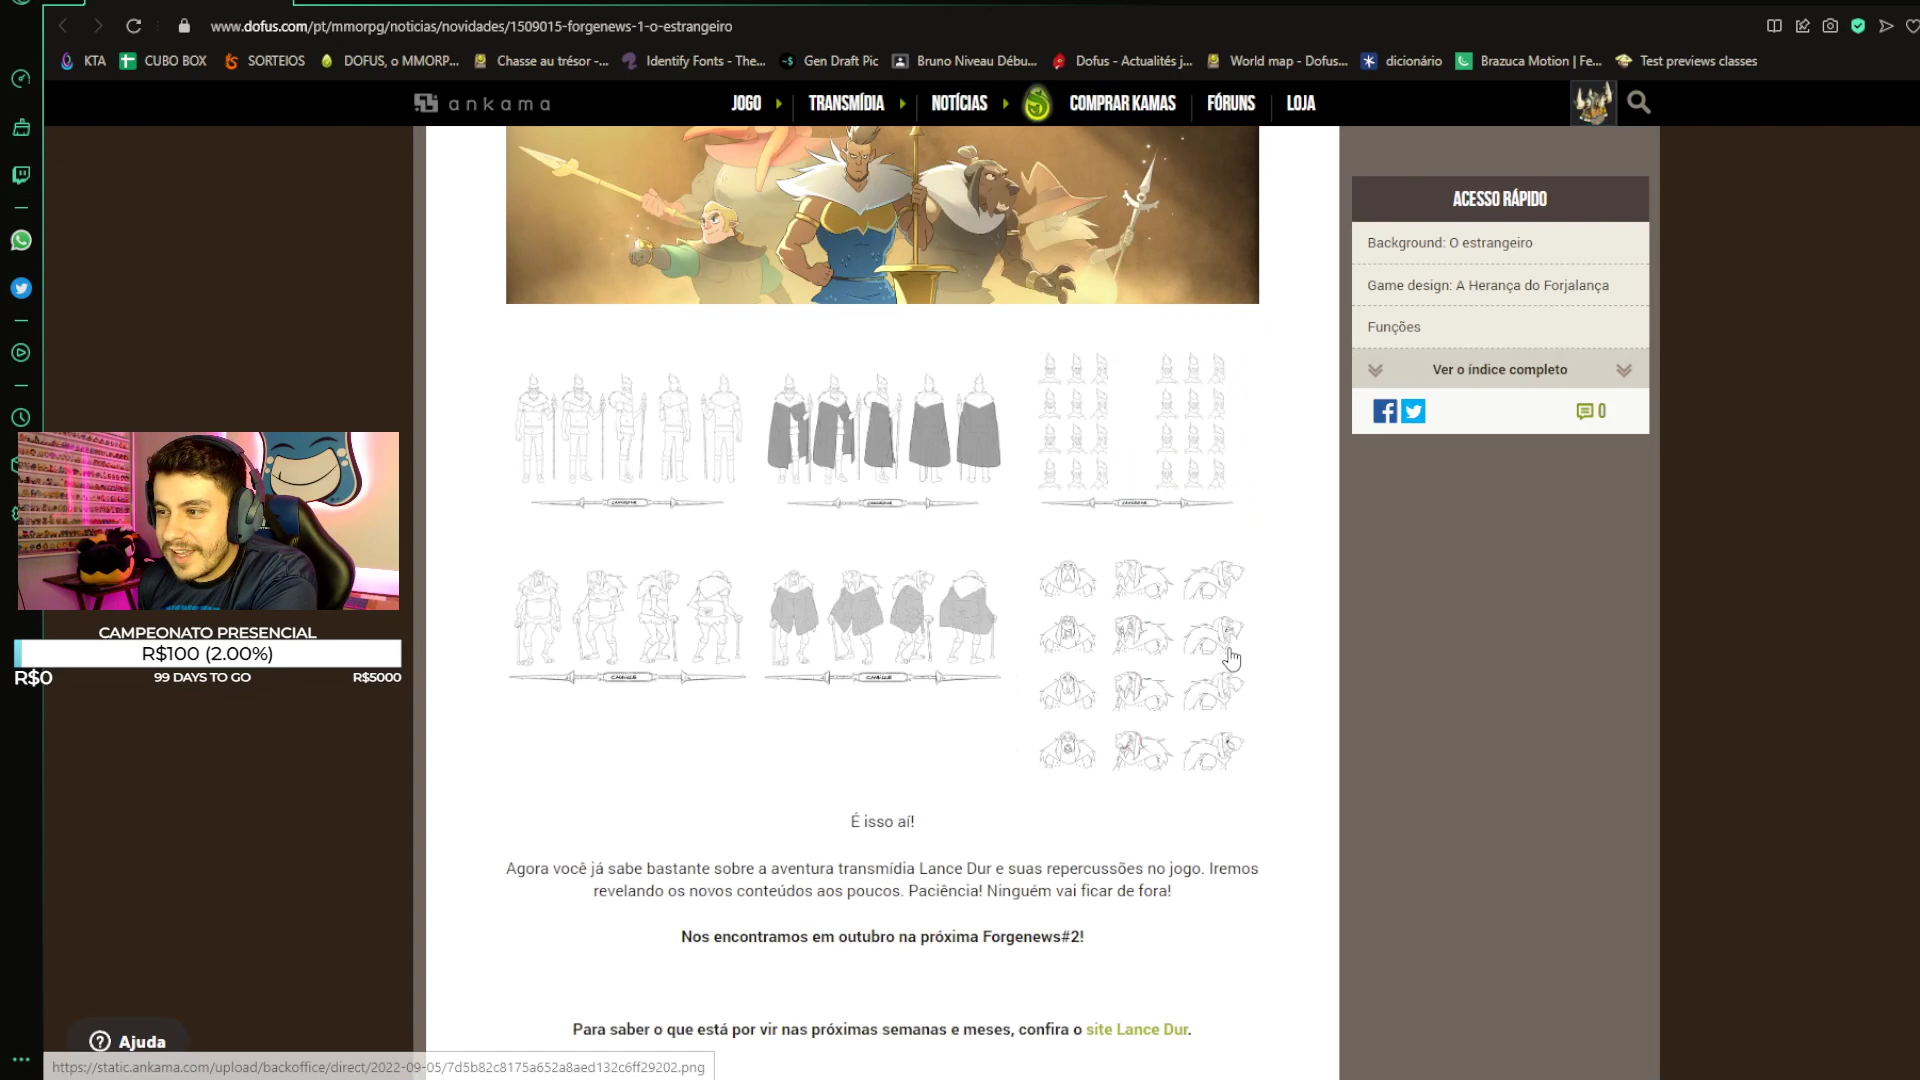 www.dofus.com/pt/mmorpg/noticias/novidades/1509015-forgenews-1-o-estrangeiro
KTA
CUBO BOX
SORTEIOS
DOFUS, o MMORP...
Chasse au trésor -...
Identify Fonts - The...
Gen Draft Pic
Bruno Niveau Débu...
Dofus - Actualités j...
World map - Dofus...
dicionário
Brazuca Motion | Fe...
Test previews classes
ankama
JOGO
TRANSMÍDIA
NOTÍCIAS
COMPRAR KAMAS
FÓRUNS
LOJA
ACESSO RÁPIDO
Background: O estrangeiro
Game design: A Herança do Forjalança
Funções
Ver o índice completo
0
CAMPEONATO PRESENCIAL
R$100 (2.00%)
R$0
99 DAYS TO GO
R$5000
É isso aí!
Agora você já sabe bastante sobre a aventura transmídia Lance Dur e suas repercussões no jogo. Iremos
revelando os novos conteúdos aos poucos. Paciência! Ninguém vai ficar de fora!
Nos encontramos em outubro na próxima Forgenews#2!
Para saber o que está por vir nas próximas semanas e meses, confira o site Lance Dur.
Ajuda
https://static.ankama.com/upload/backoffice/direct/2022-09-05/7d5b82c8175a652a8aed132c6ff29202.png